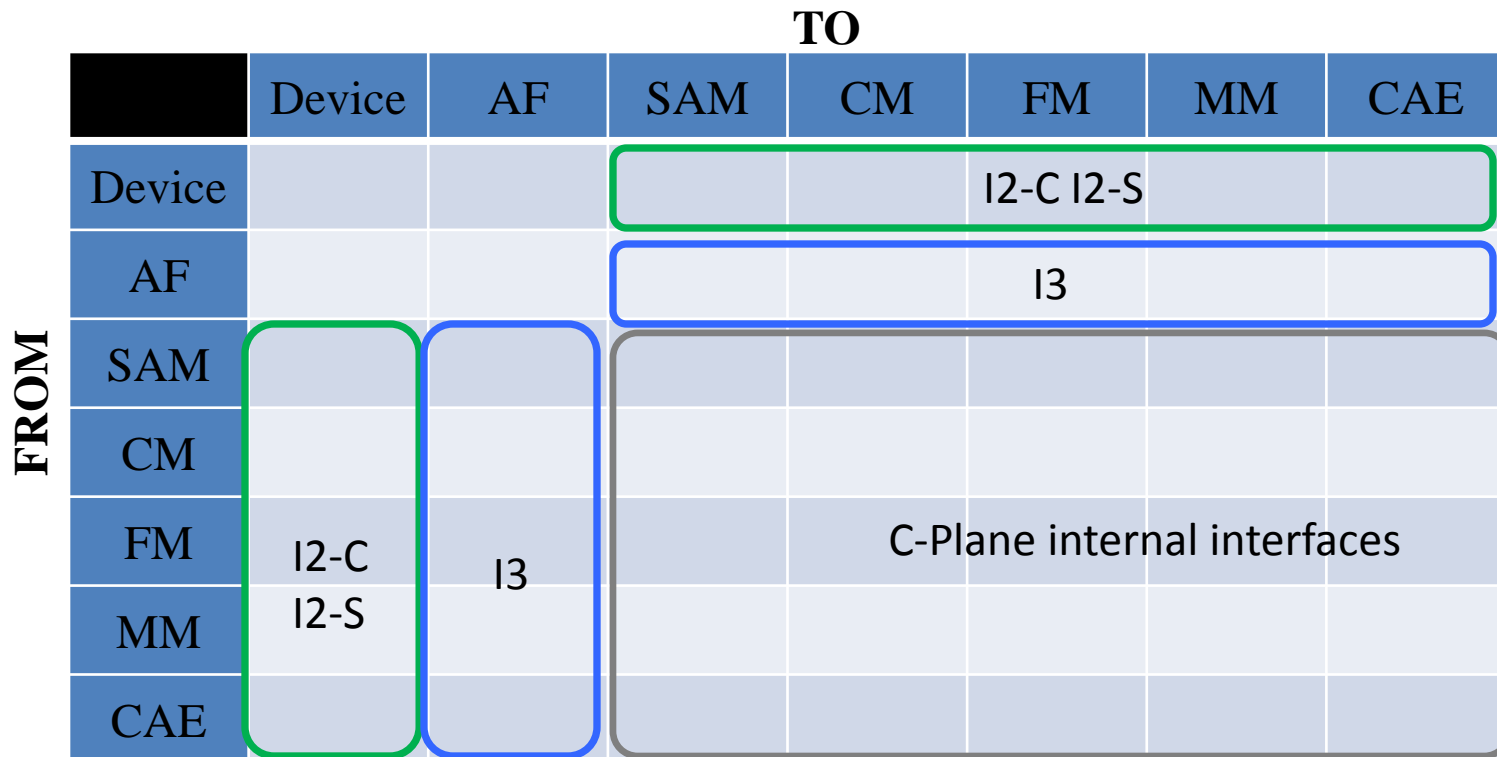 TO
Device AF SAM CM FM MM CAE
Device I2-C I2-S
AF I3
FROM
SAM
CM
FM
MM
CAE
I2-C
I2-S
I3
C-Plane internal interfaces